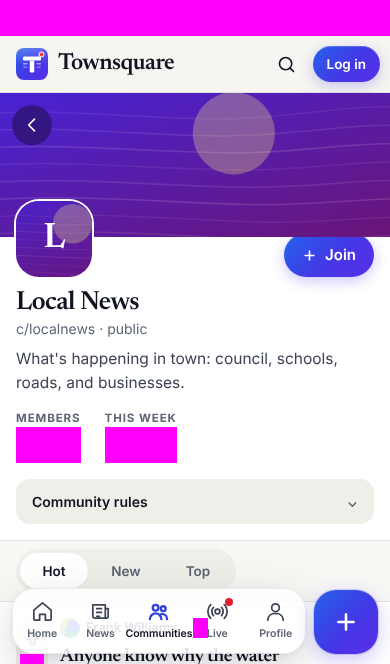 Townsquare
Log in
L
Join
Local News
c/localnews · public
What's happening in town: council, schools,
roads, and businesses.
MEMBERS THIS WEEK
Community rules
Hot New Top
Frank Williams
Home News Communities Live Profile
Anyone know why the water